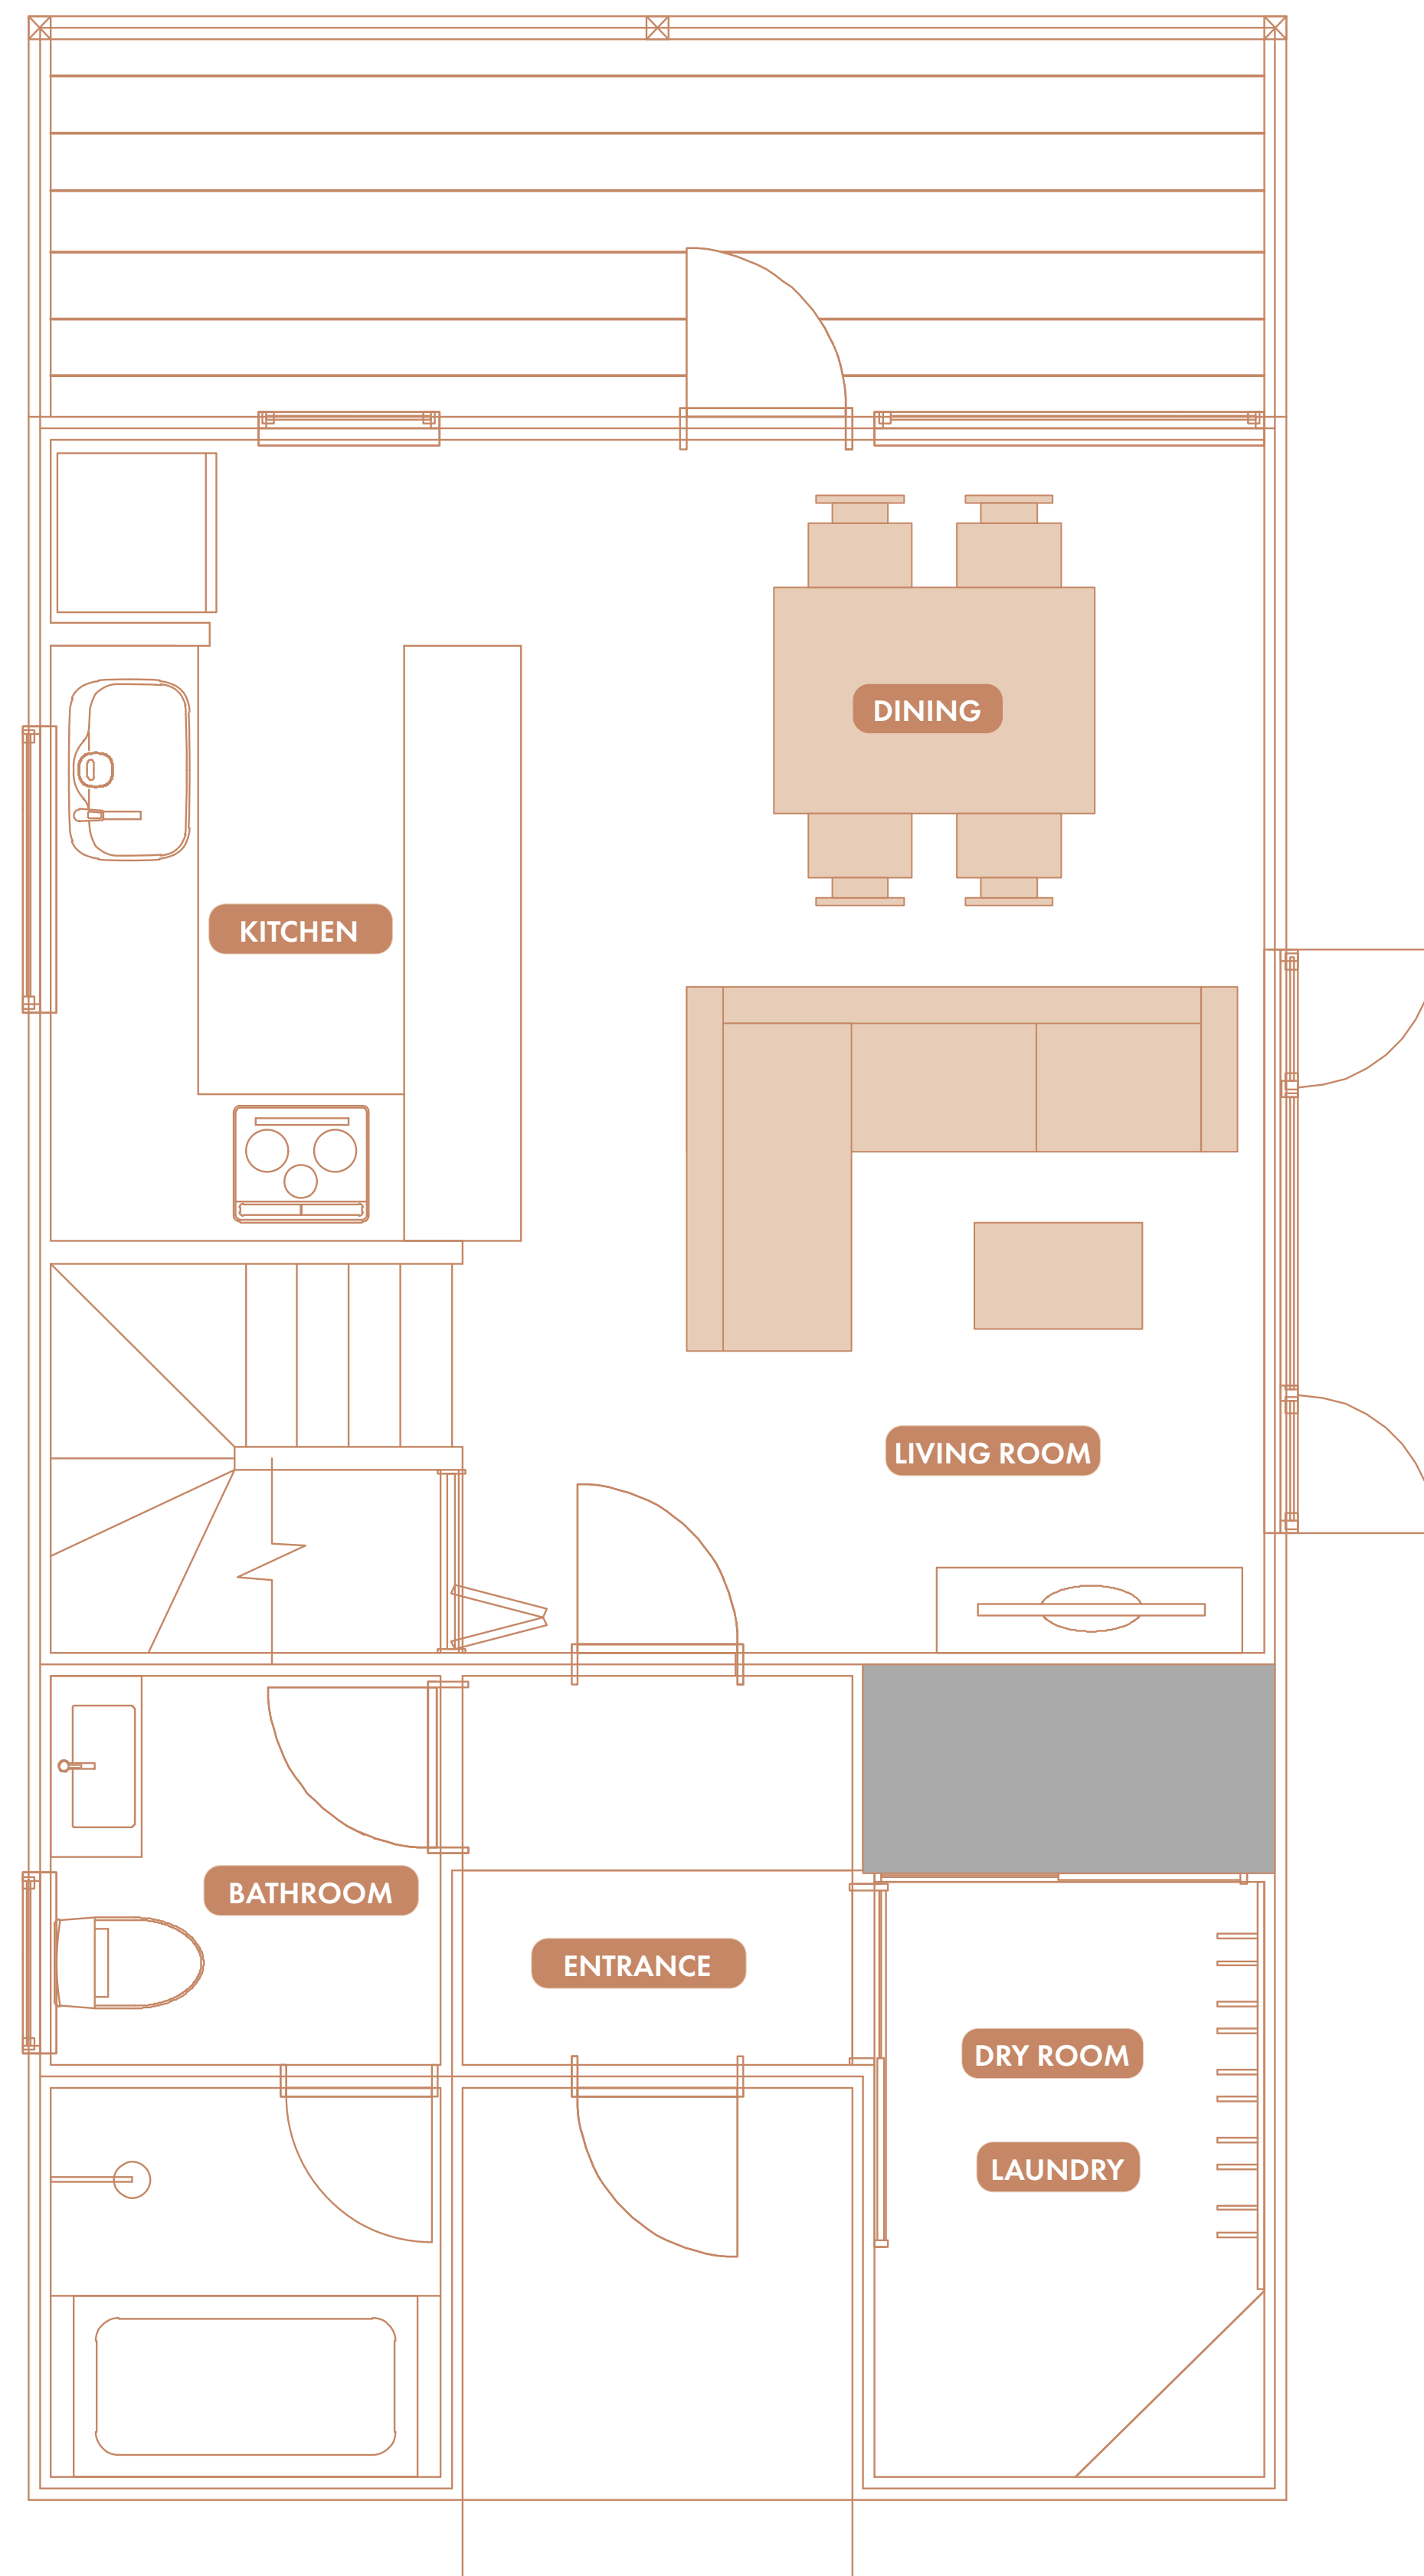 DINING
KITCHEN
LIVING ROOM
BATHROOM
ENTRANCE
DRY ROOM
LAUNDRY